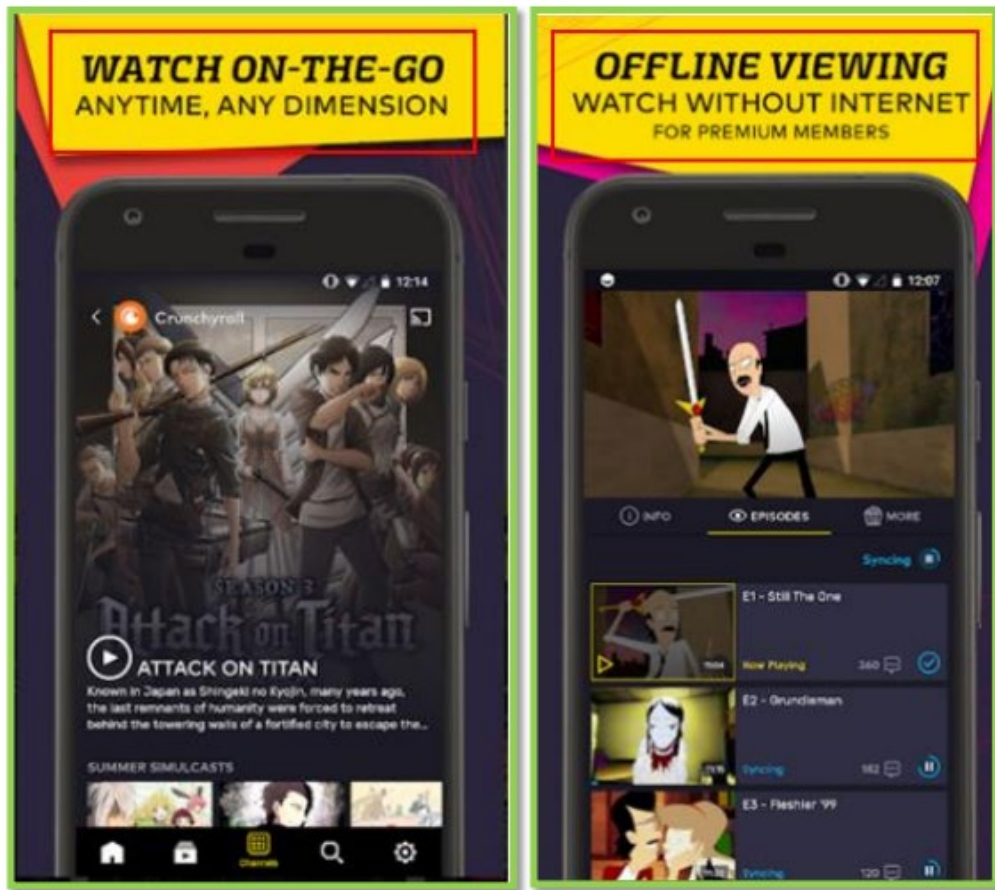 WATCH ON-THE-GO
ANYTIME, ANY DIMENSION
12:14
Crunchyroll
SEASON 3
Attack on Titan
ATTACK ON TITAN
Known in Japan as Shingeki no Kyojin, many years ago,
the last remnants of humanity were forced to retreat
behind the towering walls of a fortified city to escape the...
SUMMER SIMULCASTS
Channels
OFFLINE VIEWING
WATCH WITHOUT INTERNET
FOR PREMIUM MEMBERS
12:07
INFO
EPISODES
MORE
Syncing
E1 - Still The One
Now Playing
360
E2 - Grundleman
Syncing
182
E3 - Fleshler '99
Syncing
120